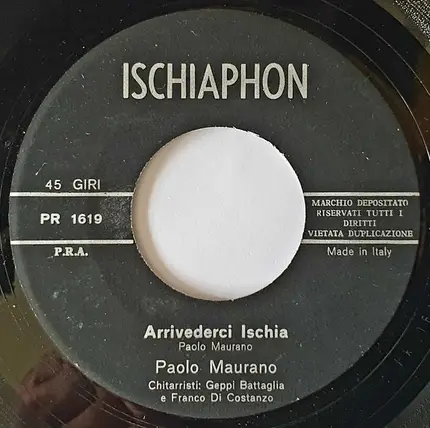 ISCHIAPHON
45 GIRI
PR 1619
P.R.A.
MARCHIO DEPOSITATO
RISERVATI TUTTI I
DIRITTI
VIETATA DUPLICAZIONE
Made in Italy
Arrivederci Ischia
Paolo Maurano
Paolo Maurano
Chitarristi: Geppi Battaglia
e Franco Di Costanzo